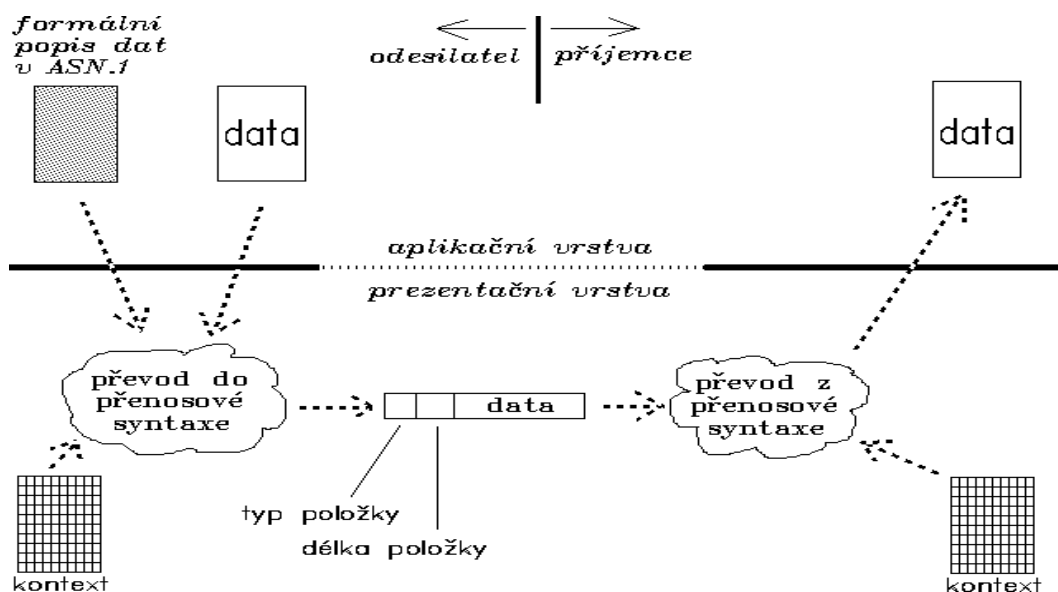 formální
popis dat
v ASN.1
odesilatel
příjemce
data
data
aplikační vrstva
prezentační vrstva
převod do
přenosové
syntaxe
data
převod z
přenosové
syntaxe
typ položky
délka položky
kontext
kontext